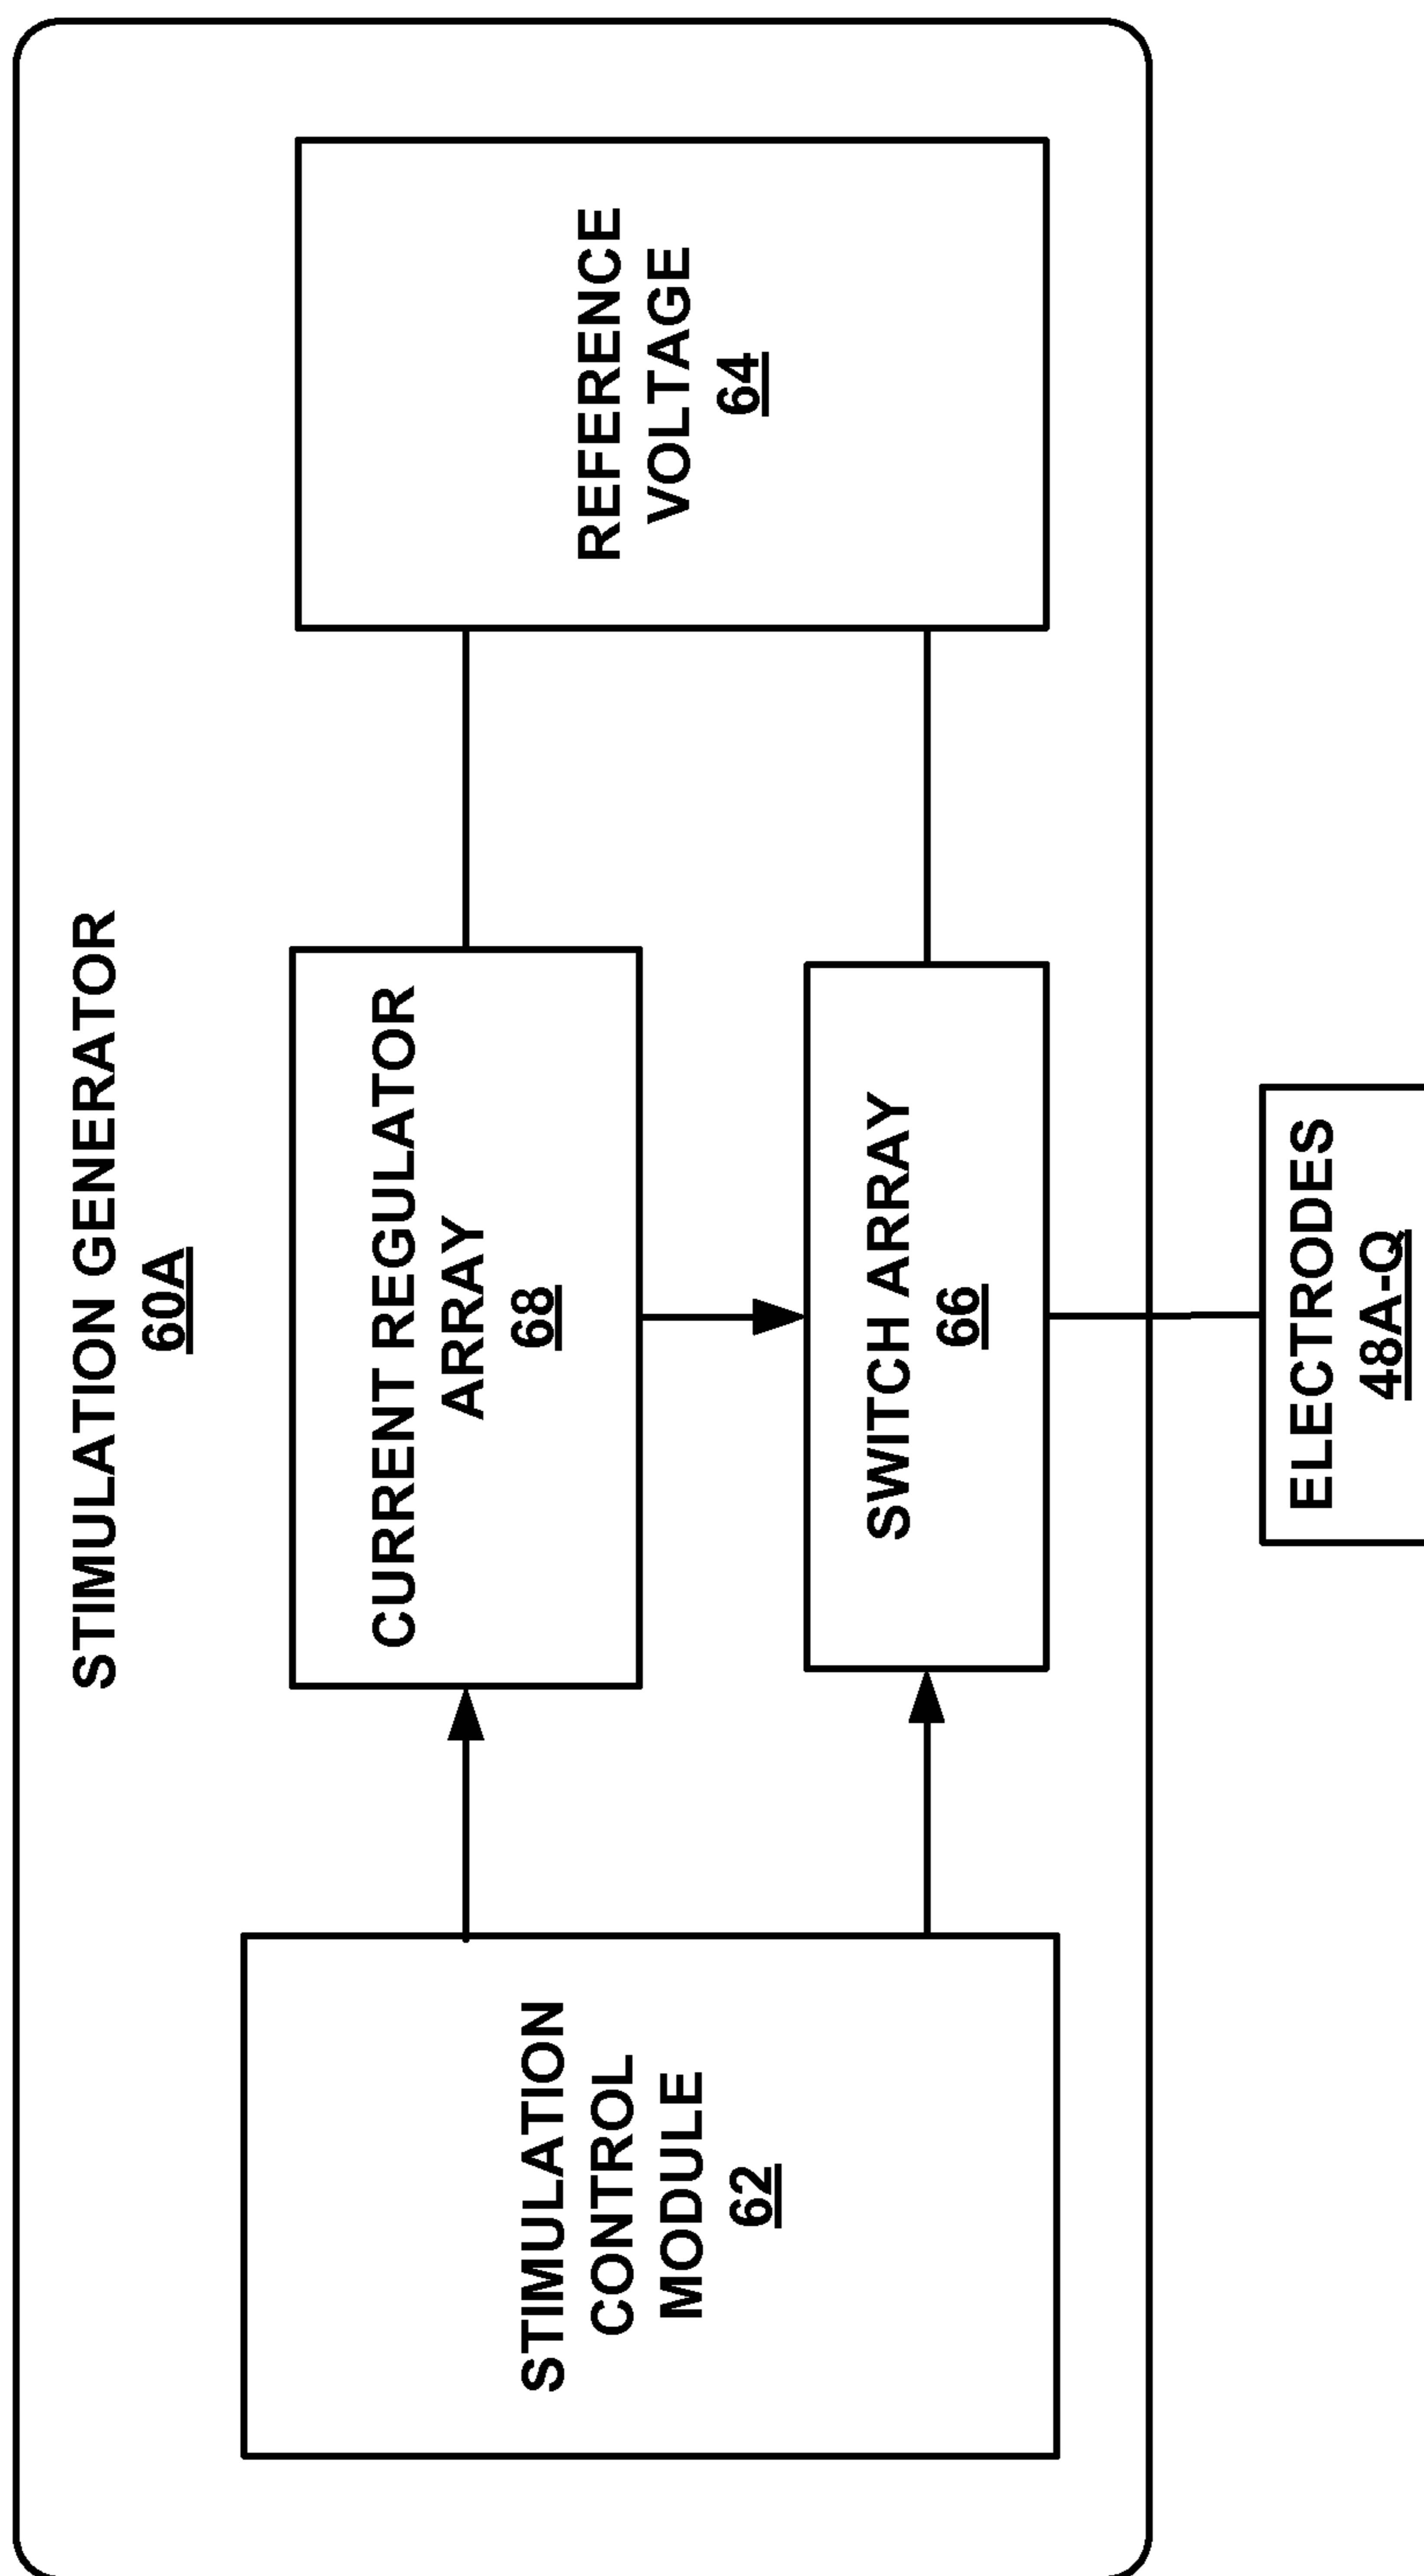 STIMULATION GENERATOR
60A
STIMULATION
CONTROL
MODULE
62
CURRENT REGULATOR
ARRAY
68
SWITCH ARRAY
66
REFERENCE
VOLTAGE
64
ELECTRODES
48A-Q